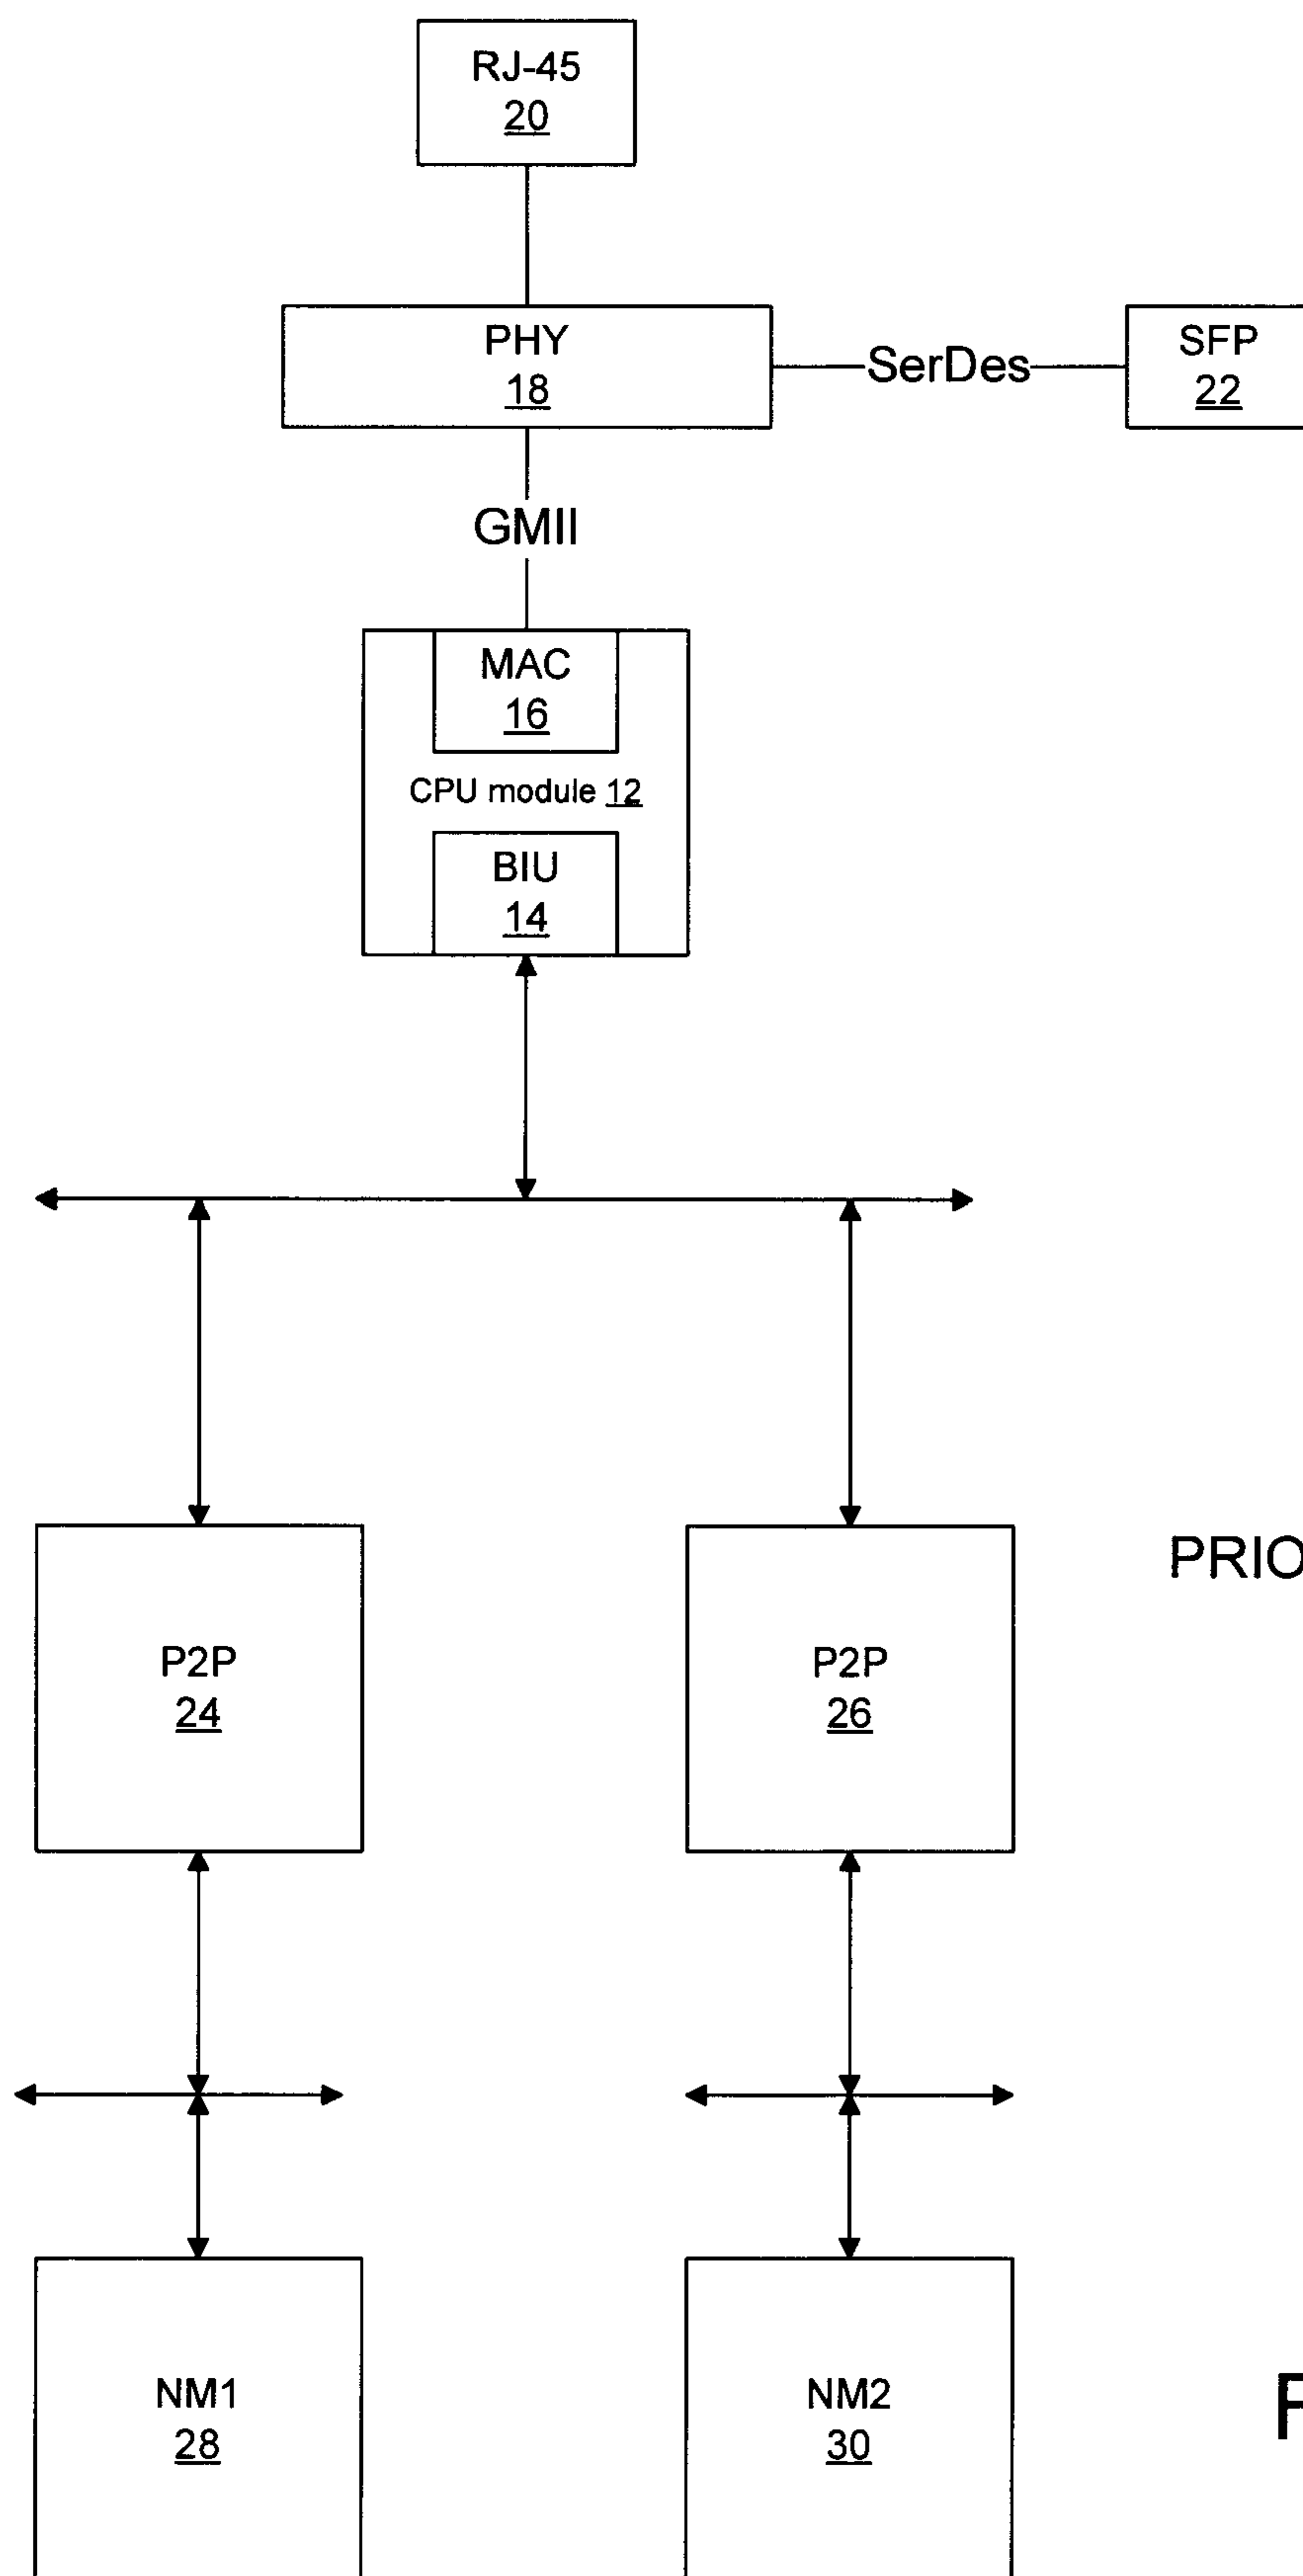 RJ-45
20
PHY
18
SerDes
SFP
22
GMII
MAC
16
CPU module 12
BIU
14
P2P
24
P2P
26
PRIO
NM1
28
NM2
30
F